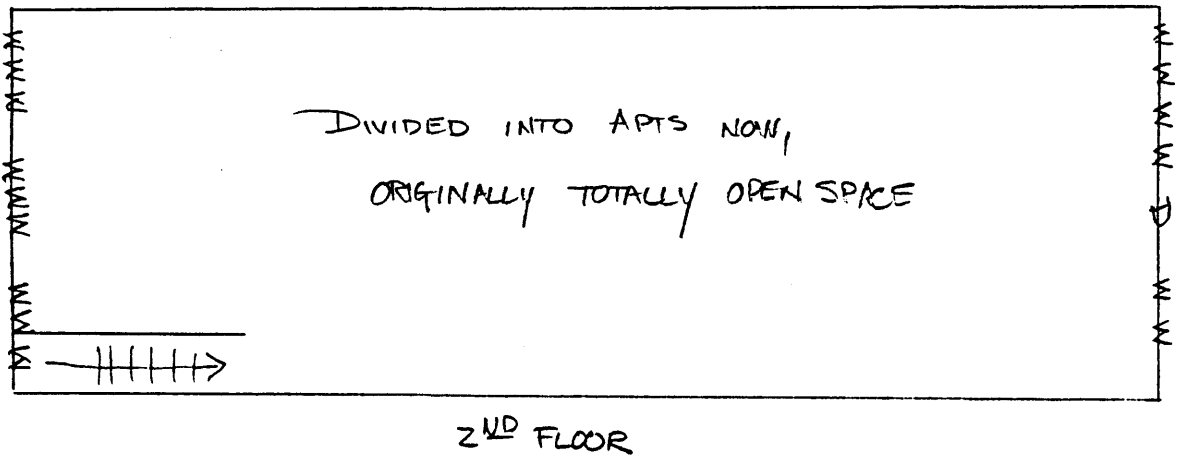 W W W
W W W
W W
W
DIVIDED INTO APTS NOW,
ORIGINALLY TOTALLY OPEN SPACE
W W W W D W W
2ND FLOOR